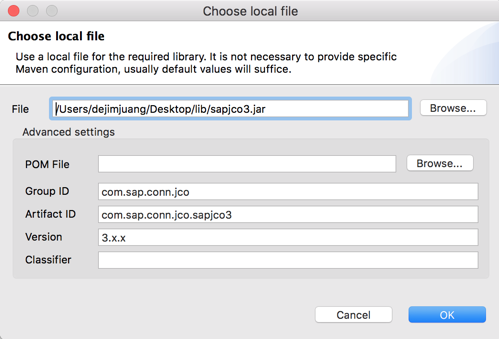 Choose local file
Choose local file
Use a local file for the required library. It is not necessary to provide specific
Maven configuration, usually default values will suffice.
File /Users/dejimjuang/Desktop/lib/sapjco3.jar Browse...
Advanced settings
POM File Browse...
Group ID com.sap.conn.jco
Artifact ID com.sap.conn.jco.sapjco3
Version 3.x.x
Classifier
Cancel OK